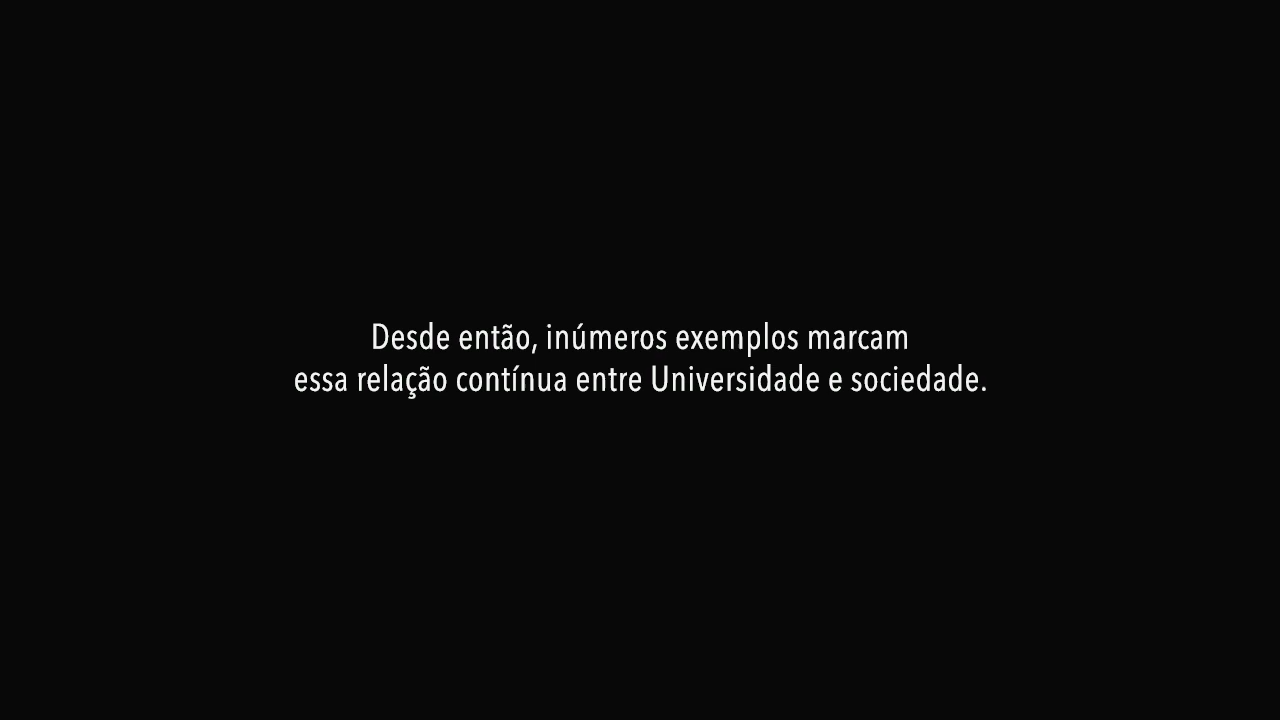 Desde então, inúmeros exemplos marcam
essa relação contínua entre Universidade e sociedade.